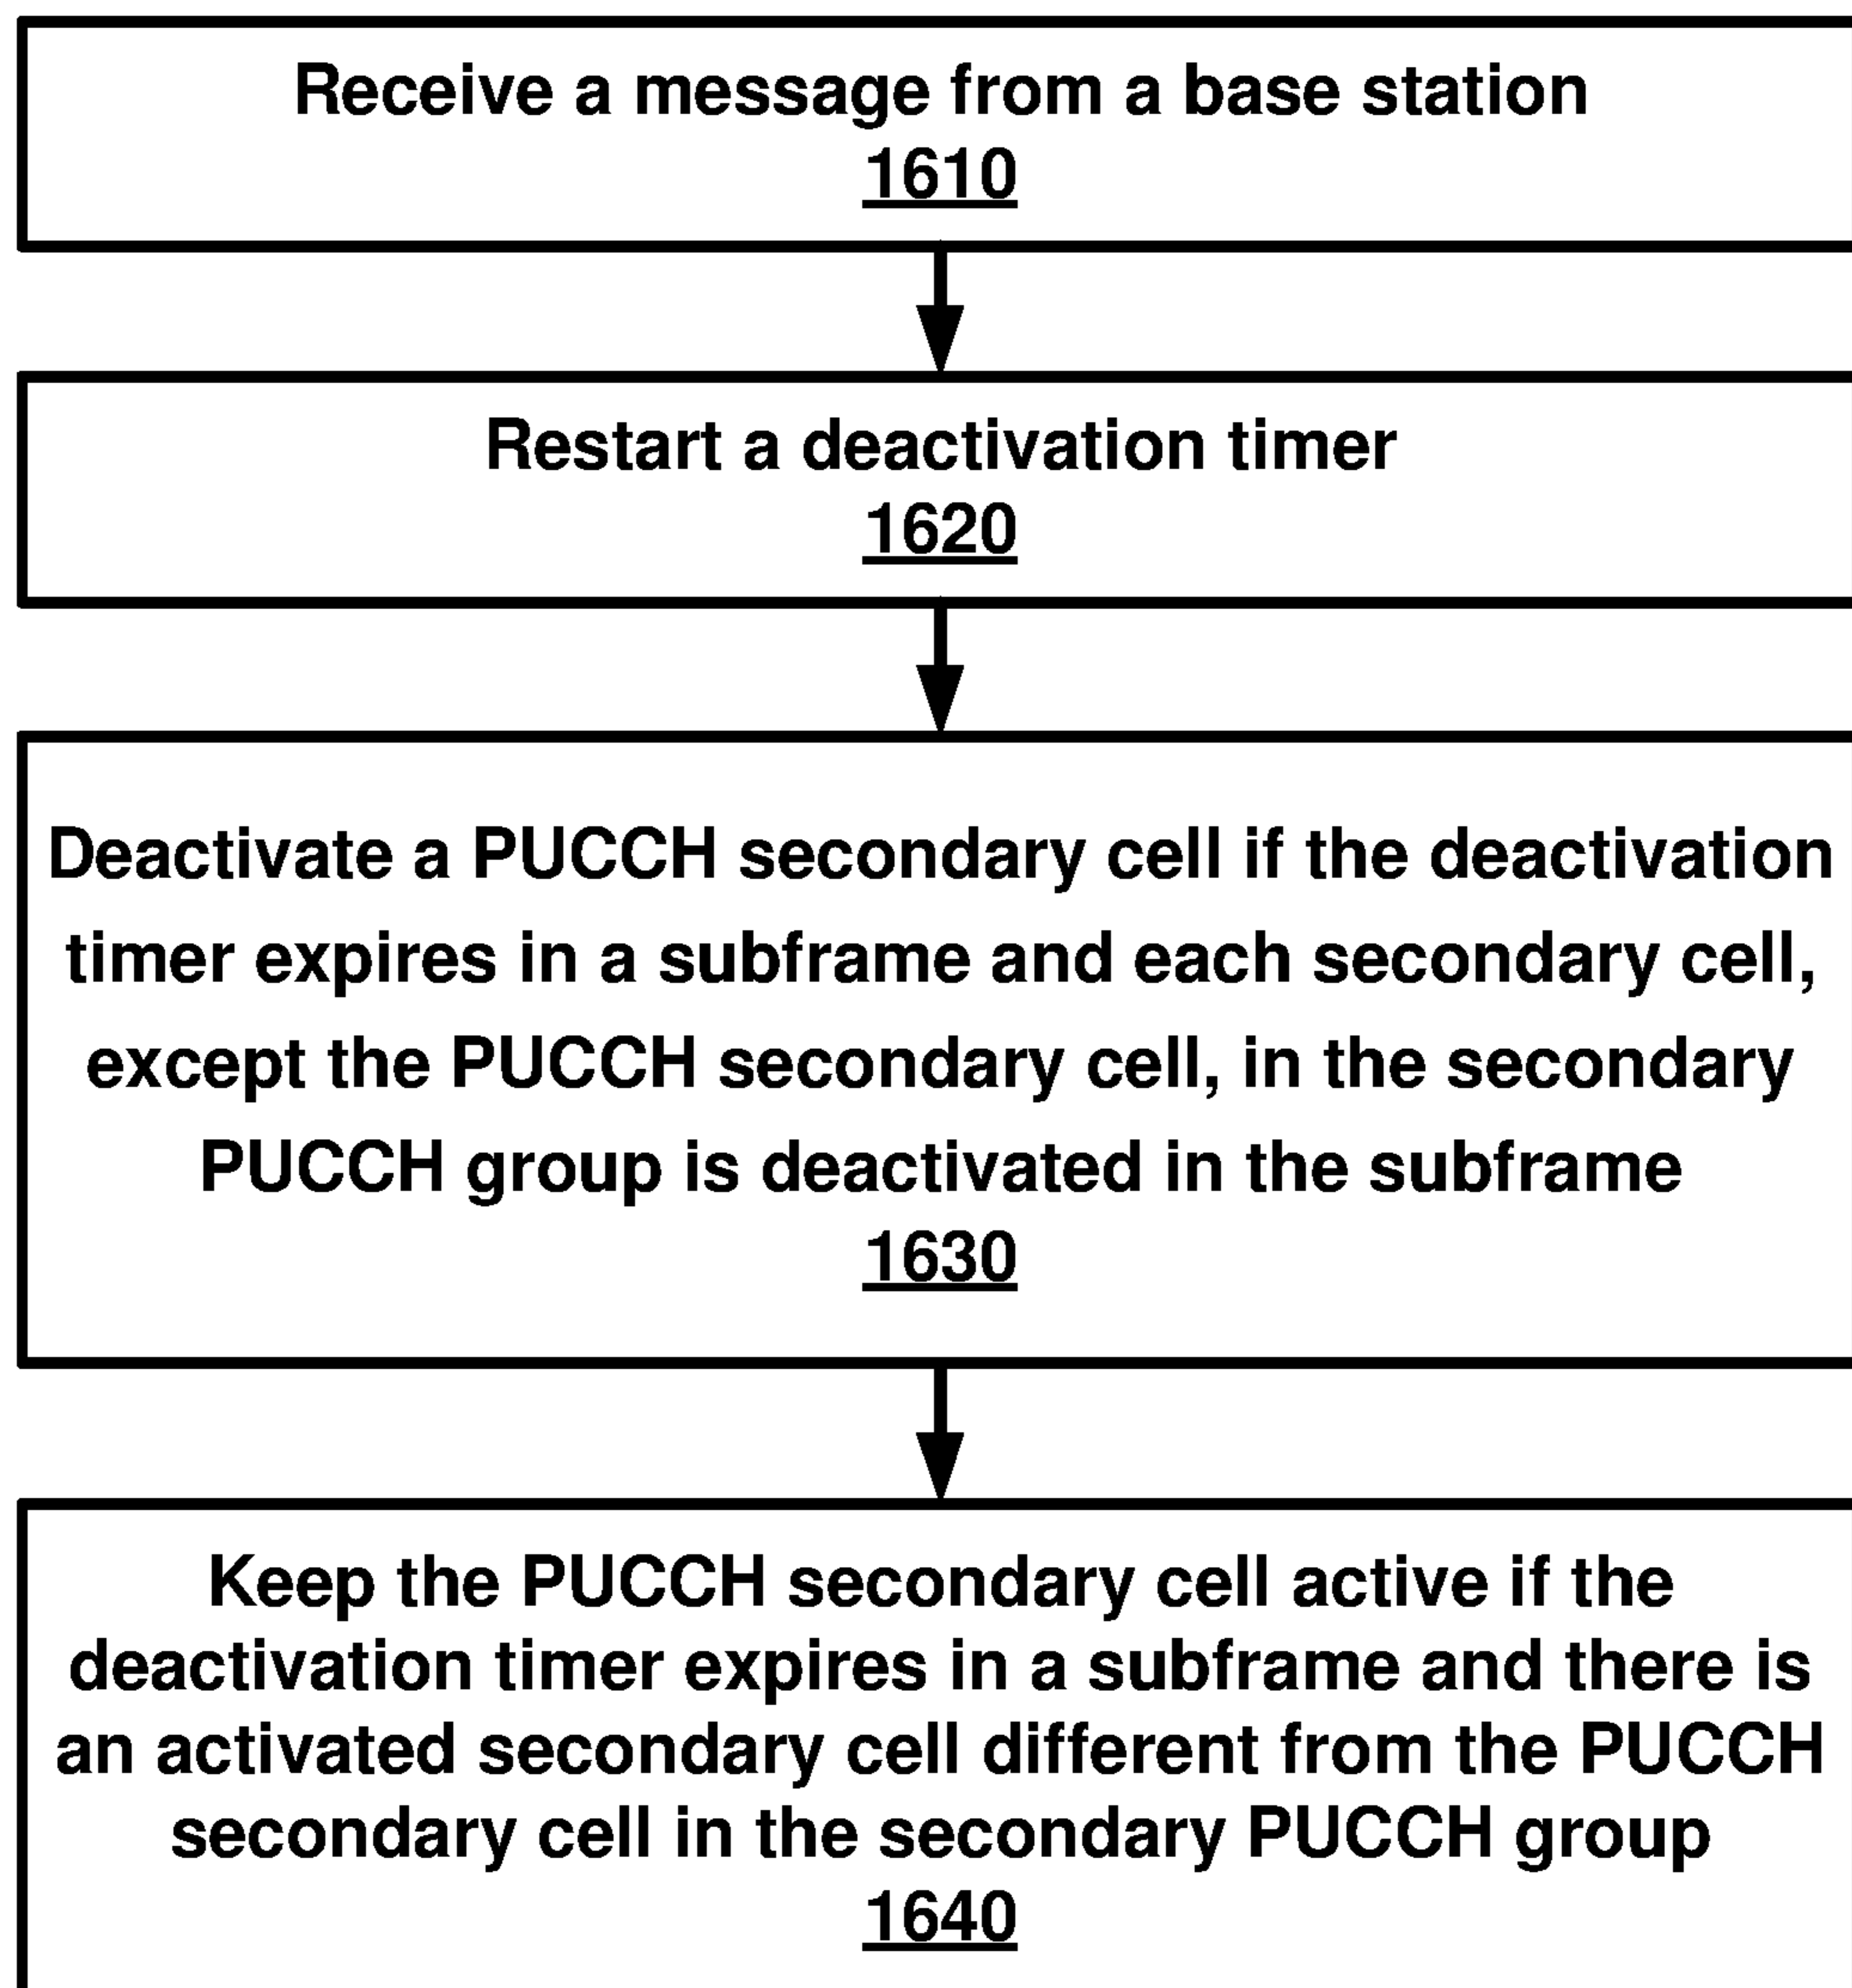 Receive a message from a base station
1610
Restart a deactivation timer
1620
Deactivate a PUCCH secondary cell if the deactivation
timer expires in a subframe and each secondary cell,
except the PUCCH secondary cell, in the secondary
PUCCH group is deactivated in the subframe
1630
Keep the PUCCH secondary cell active if the
deactivation timer expires in a subframe and there is
an activated secondary cell different from the PUCCH
secondary cell in the secondary PUCCH group
1640